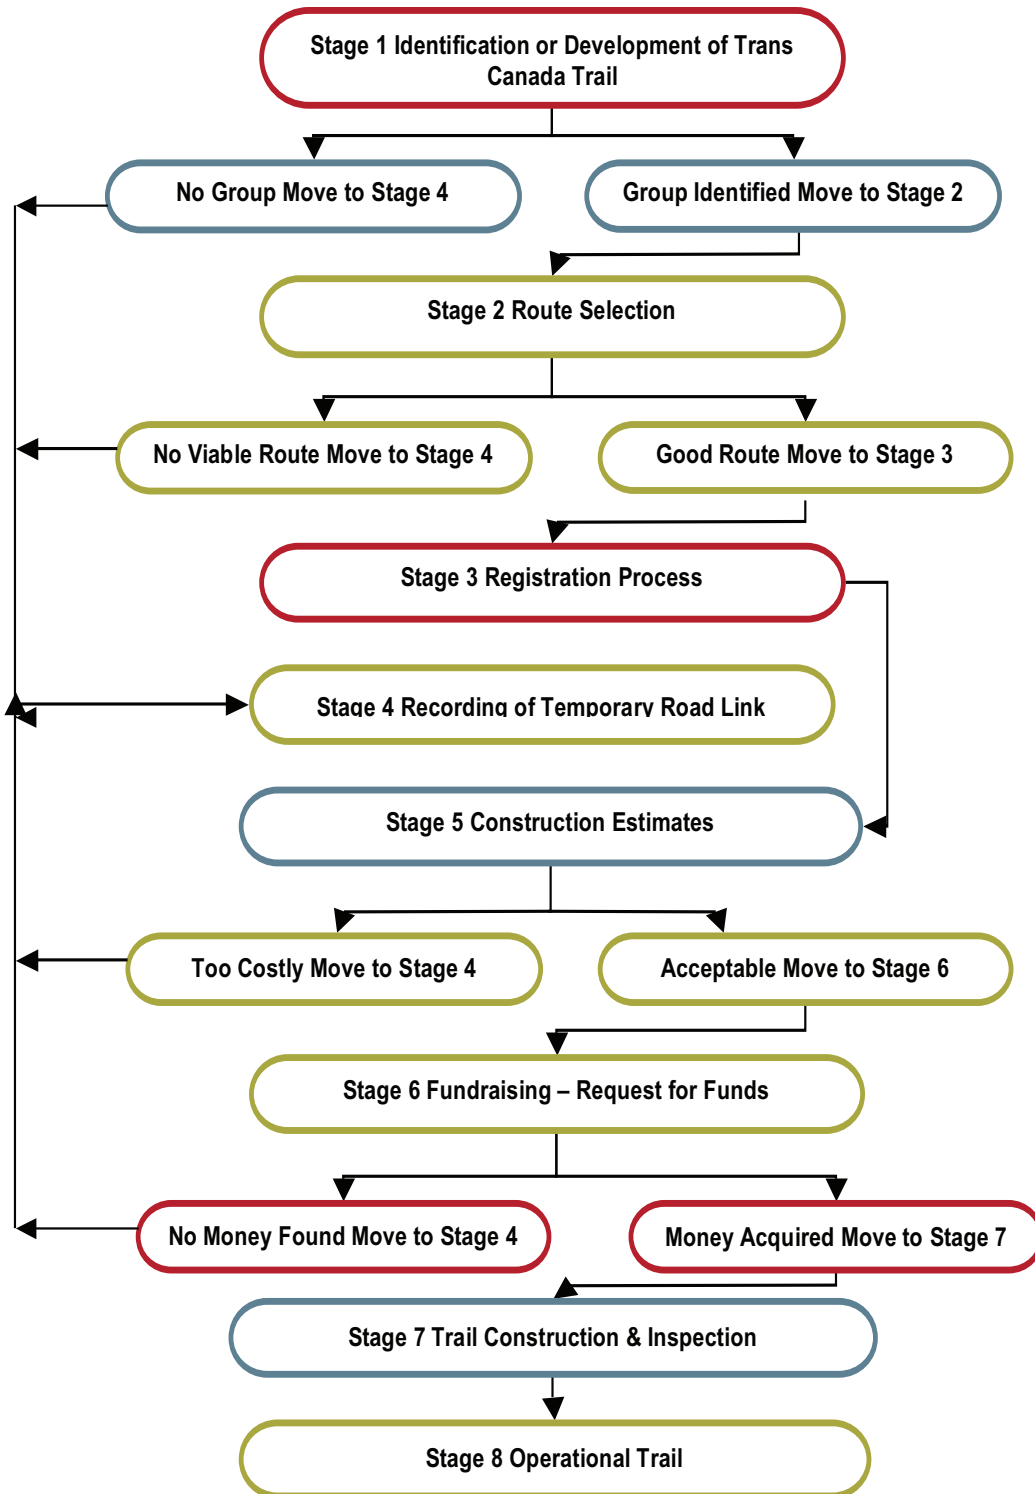 Stage 1 Identification or Development of Trans
Canada Trail
No Group Move to Stage 4
Group Identified Move to Stage 2
Stage 2 Route Selection
No Viable Route Move to Stage 4
Good Route Move to Stage 3
Stage 3 Registration Process
Stage 4 Recording of Temporary Road Link
Stage 5 Construction Estimates
Too Costly Move to Stage 4
Acceptable Move to Stage 6
Stage 6 Fundraising – Request for Funds
No Money Found Move to Stage 4
Money Acquired Move to Stage 7
Stage 7 Trail Construction & Inspection
Stage 8 Operational Trail